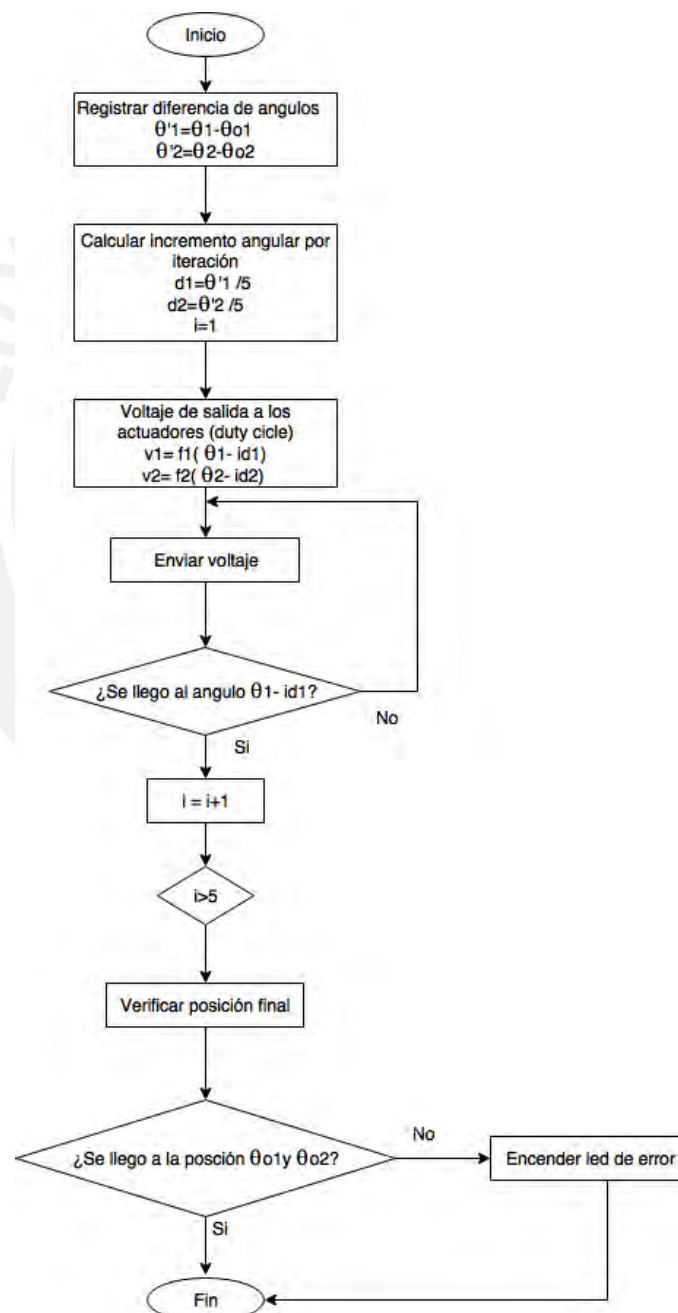 Inicio
Registrar diferencia de angulos
θ'1=θ1-θo1
θ'2=θ2-θo2
Calcular incremento angular por
iteración
d1=θ'1 /5
d2=θ'2 /5
i=1
Voltaje de salida a los
actuadores (duty cicle)
v1= f1( θ1- id1)
v2= f2( θ2- id2)
Enviar voltaje
¿Se llego al angulo θ1- id1?
No
Si
I = i+1
i>5
Verificar posición final
¿Se llego a la posción θo1y θo2?
No
Encender led de error
Si
Fin